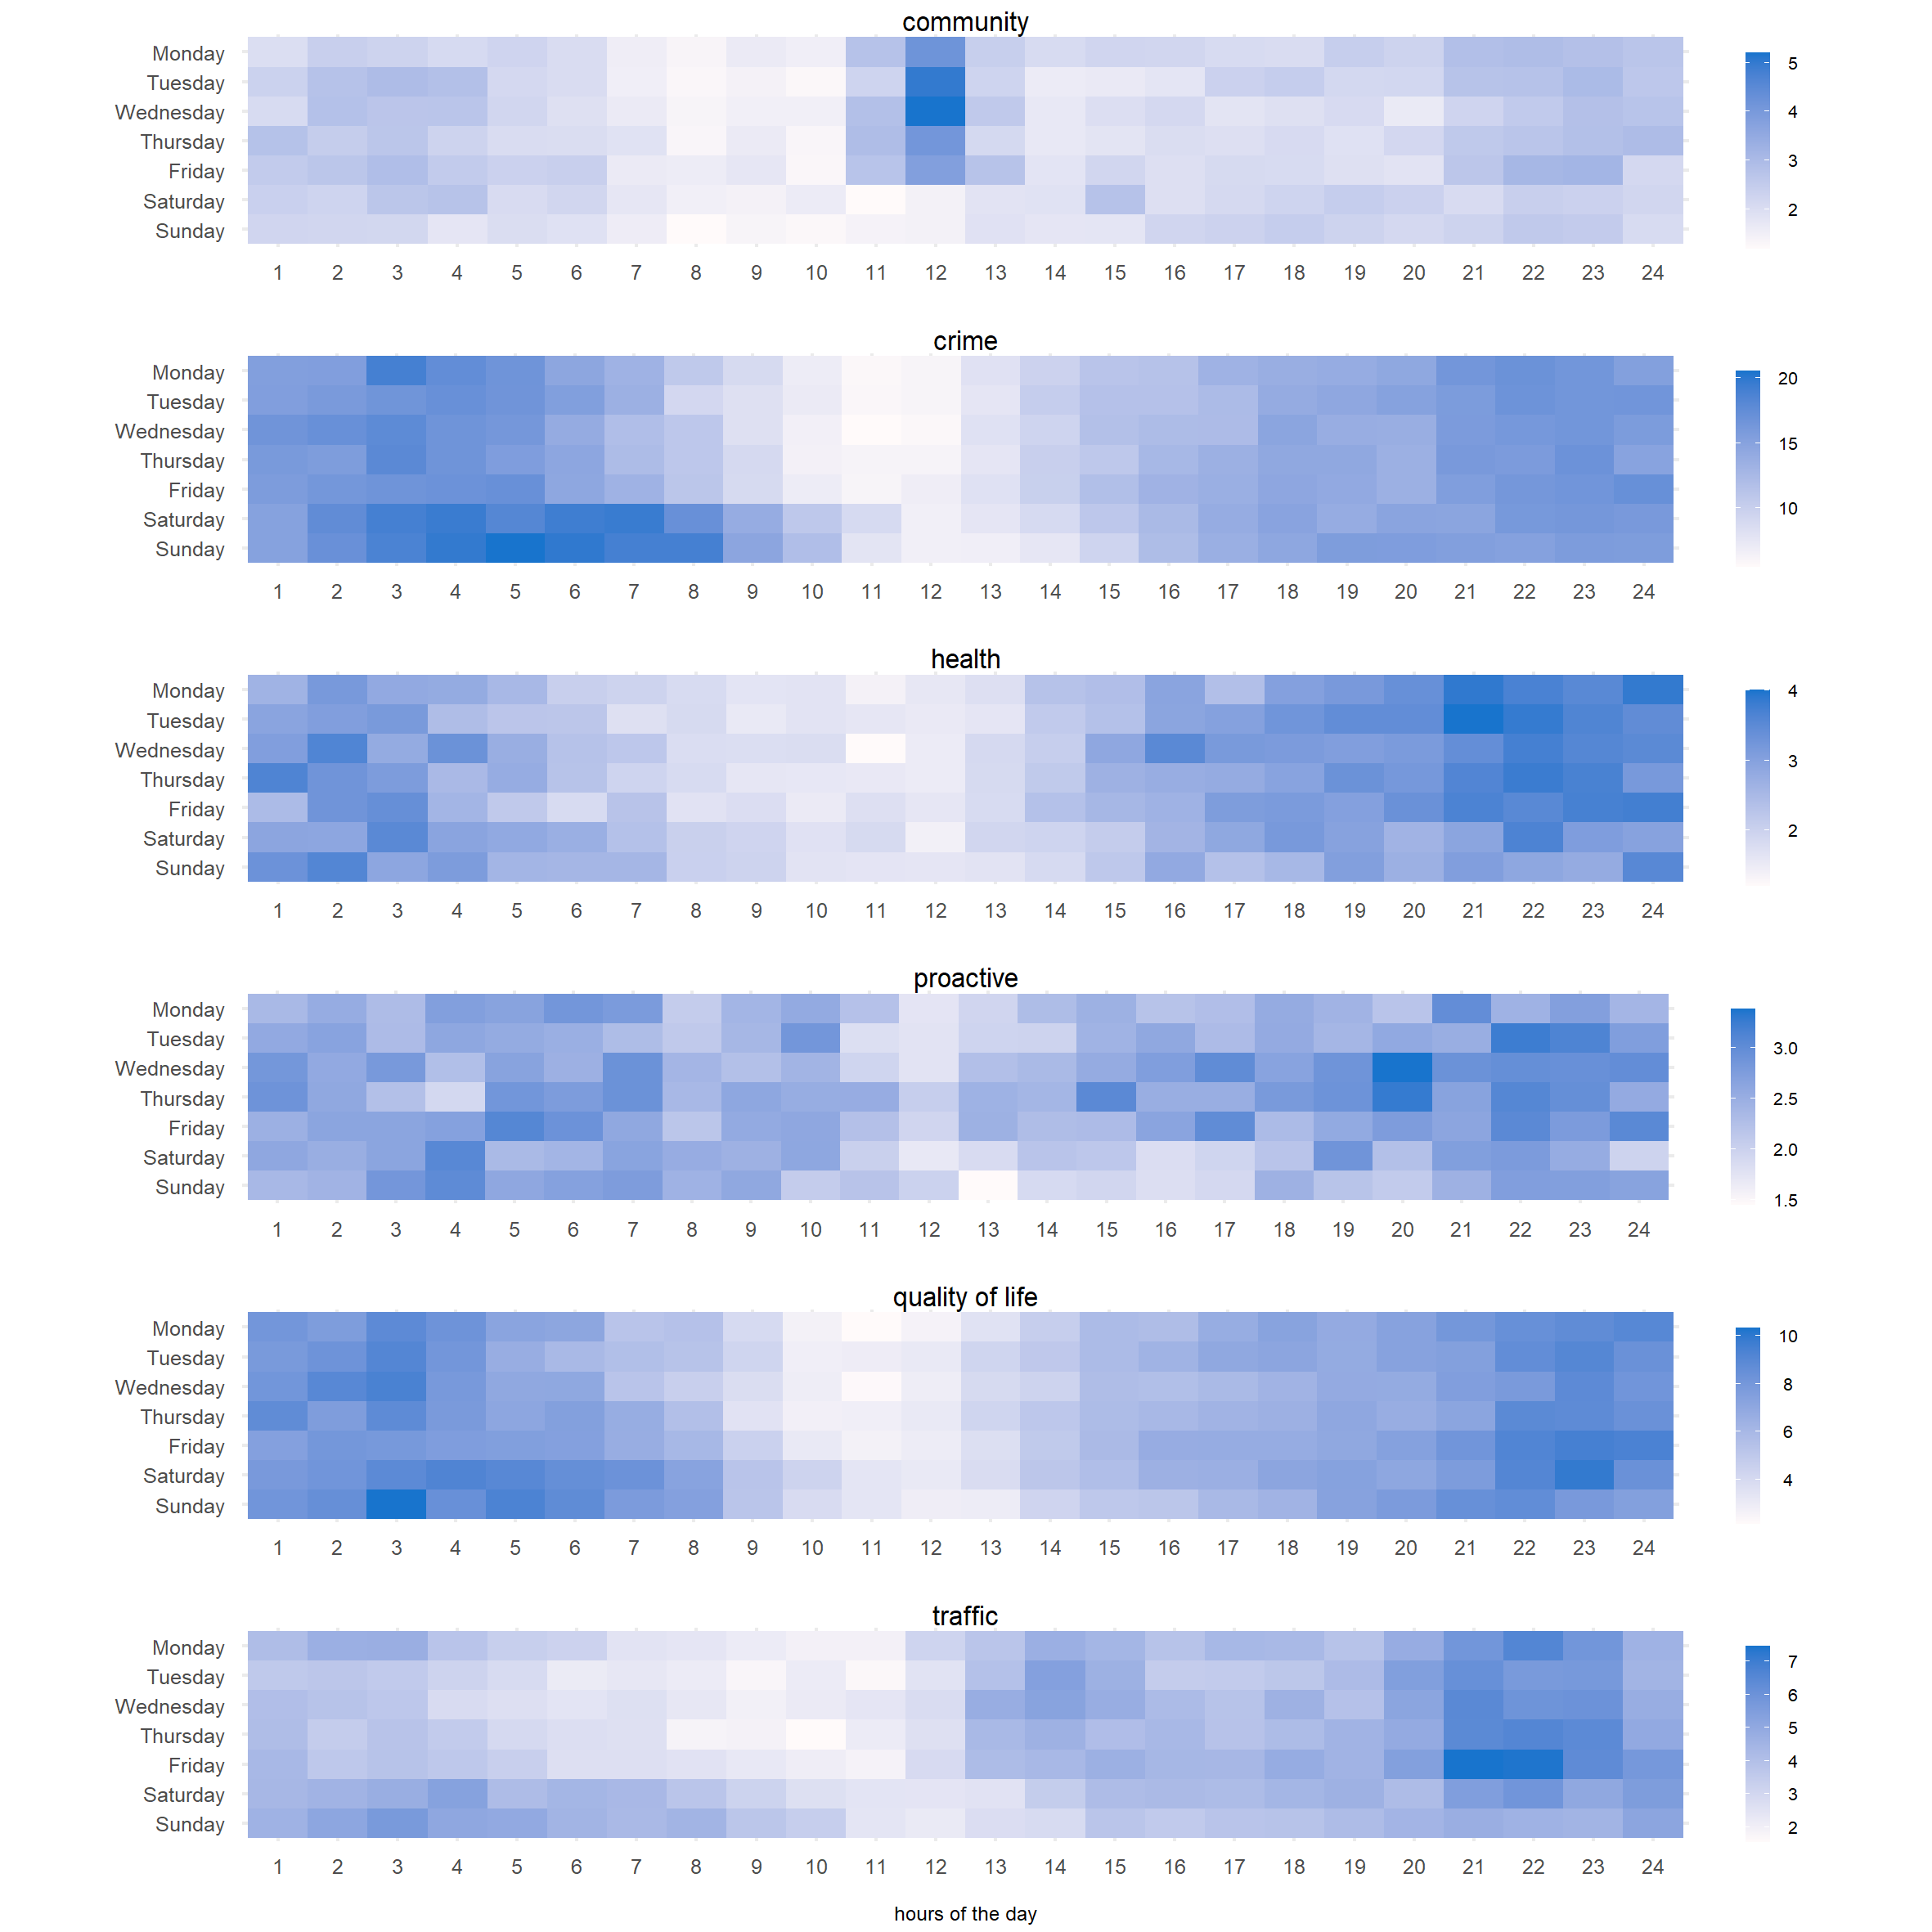 community
Monday
Tuesday
Wednesday
Thursday
Friday
Saturday
Sunday
1 2 3 4 5 6 7 8 9 10 11 12 13 14 15 16 17 18 19 20 21 22 23 24
5
4
3
2
crime
Monday
Tuesday
Wednesday
Thursday
Friday
Saturday
Sunday
1 2 3 4 5 6 7 8 9 10 11 12 13 14 15 16 17 18 19 20 21 22 23 24
20
15
10
health
Monday
Tuesday
Wednesday
Thursday
Friday
Saturday
Sunday
1 2 3 4 5 6 7 8 9 10 11 12 13 14 15 16 17 18 19 20 21 22 23 24
4
3
2
proactive
Monday
Tuesday
Wednesday
Thursday
Friday
Saturday
Sunday
1 2 3 4 5 6 7 8 9 10 11 12 13 14 15 16 17 18 19 20 21 22 23 24
3.0
2.5
2.0
1.5
quality of life
Monday
Tuesday
Wednesday
Thursday
Friday
Saturday
Sunday
1 2 3 4 5 6 7 8 9 10 11 12 13 14 15 16 17 18 19 20 21 22 23 24
10
8
6
4
traffic
Monday
Tuesday
Wednesday
Thursday
Friday
Saturday
Sunday
1 2 3 4 5 6 7 8 9 10 11 12 13 14 15 16 17 18 19 20 21 22 23 24
7
6
5
4
3
2
hours of the day